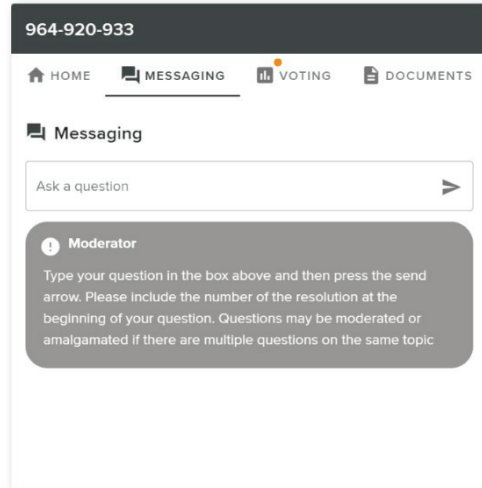 964-920-933
HOME MESSAGING VOTING DOCUMENTS
Messaging
Ask a question
Moderator
Type your question in the box above and then press the send
arrow. Please include the number of the resolution at the
beginning of your question. Questions may be moderated or
amalgamated if there are multiple questions on the same topic